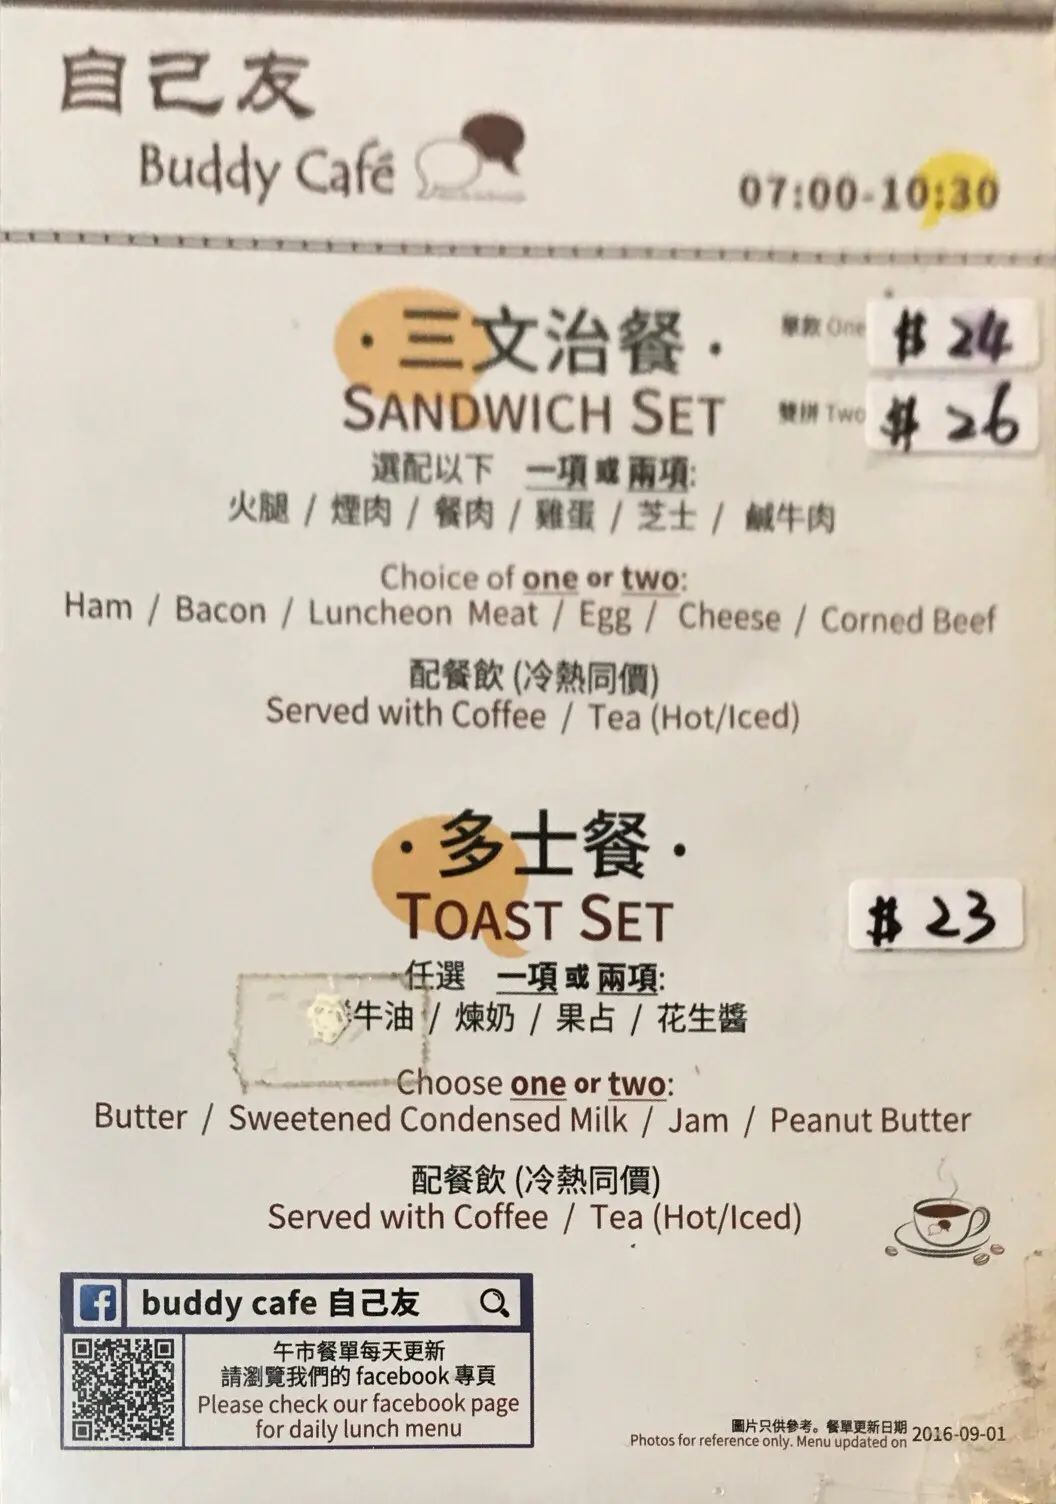 自己友
Buddy Café
07:00-10:30
· 三文治餐 ·
單款 One $ 24
SANDWICH SET
雙拼 Two $ 26
選配以下 一項 或 兩項:
火腿 / 煙肉 / 餐肉 / 雞蛋 / 芝士 / 鹹牛肉
Choice of one or two:
Ham / Bacon / Luncheon Meat / Egg / Cheese / Corned Beef
配餐飲 (冷熱同價)
Served with Coffee / Tea (Hot/Iced)
· 多士餐 ·
TOAST SET
$ 23
任選 一項 或 兩項:
牛油 / 煉奶 / 果占 / 花生醬
Choose one or two:
Butter / Sweetened Condensed Milk / Jam / Peanut Butter
配餐飲 (冷熱同價)
Served with Coffee / Tea (Hot/Iced)
buddy cafe 自己友
午市餐單每天更新
請瀏覽我們的 facebook 專頁
Please check our facebook page
for daily lunch menu
圖片只供參考。餐單更新日期
Photos for reference only. Menu updated on 2016-09-01